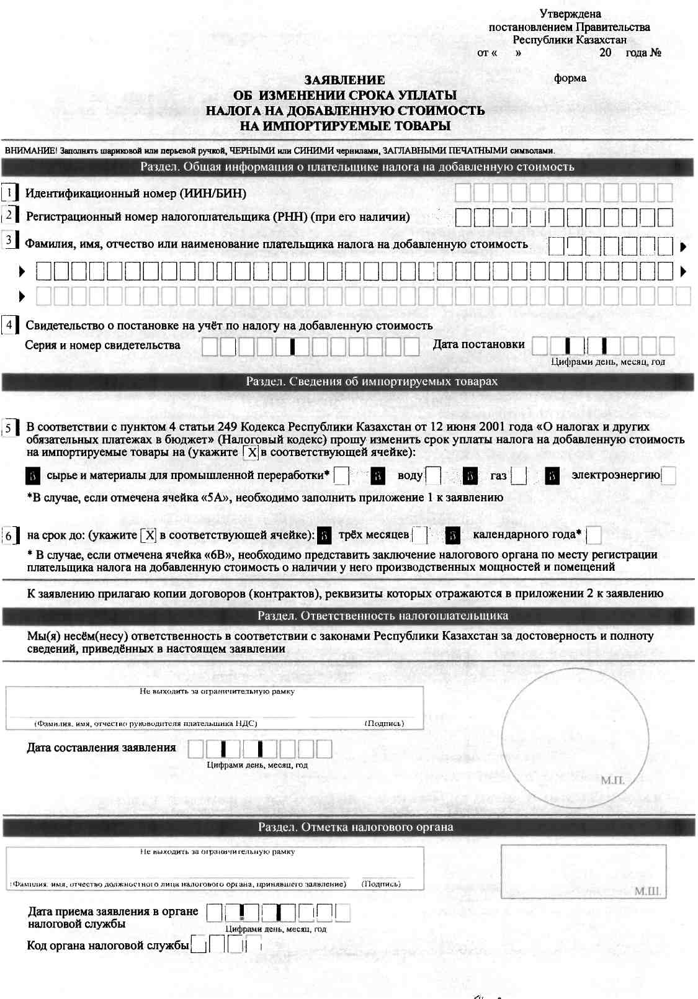 Утверждена
постановлением Правительства
Республики Казахстан
от « » 20 года №
форма
ЗАЯВЛЕНИЕ
ОБ ИЗМЕНЕНИИ СРОКА УПЛАТЫ
НАЛОГА НА ДОБАВЛЕННУЮ СТОИМОСТЬ
НА ИМПОРТИРУЕМЫЕ ТОВАРЫ
ВНИМАНИЕ! Заполнять шариковой или перьевой ручкой, ЧЕРНЫМИ или СИНИМИ чернилами, ЗАГЛАВНЫМИ ПЕЧАТНЫМИ символами.
Раздел. Общая информация о плательщике налога на добавленную стоимость
1 Идентификационный номер (ИИН/БИН)
2 Регистрационный номер налогоплательщика (РНН) (при его наличии)
3 Фамилия, имя, отчество или наименование плательщика налога на добавленную стоимость
4 Свидетельство о постановке на учёт по налогу на добавленную стоимость
Серия и номер свидетельства Дата постановки
Цифрами день, месяц, год
Раздел. Сведения об импортируемых товарах
5 В соответствии с пунктом 4 статьи 249 Кодекса Республики Казахстан от 12 июня 2001 года «О налогах и других
обязательных платежах в бюджет» (Налоговый кодекс) прошу изменить срок уплаты налога на добавленную стоимость
на импортируемые товары на (укажите X в соответствующей ячейке):
сырье и материалы для промышленной переработки* воду газ электроэнергию
*В случае, если отмечена ячейка «5А», необходимо заполнить приложение 1 к заявлению
6 на срок до: (укажите X в соответствующей ячейке): трёх месяцев календарного года*
* В случае, если отмечена ячейка «6В», необходимо представить заключение налогового органа по месту регистрации
плательщика налога на добавленную стоимость о наличии у него производственных мощностей и помещений
К заявлению прилагаю копии договоров (контрактов), реквизиты которых отражаются в приложении 2 к заявлению
Раздел. Ответственность налогоплательщика
Мы(я) несём(несу) ответственность в соответствии с законами Республики Казахстан за достоверность и полноту
сведений, приведённых в настоящем заявлении
Не выходить за ограничительную рамку
(Фамилия, имя, отчество руководителя плательщика НДС) (Подпись)
Дата составления заявления
Цифрами день, месяц, год
М.П.
Раздел. Отметка налогового органа
Не выходить за ограничительную рамку
(Фамилия, имя, отчество должностного лица налогового органа, принявшего заявление) (Подпись)
М.Ш.
Дата приема заявления в органе
налоговой службы
Цифрами день, месяц, год
Код органа налоговой службы